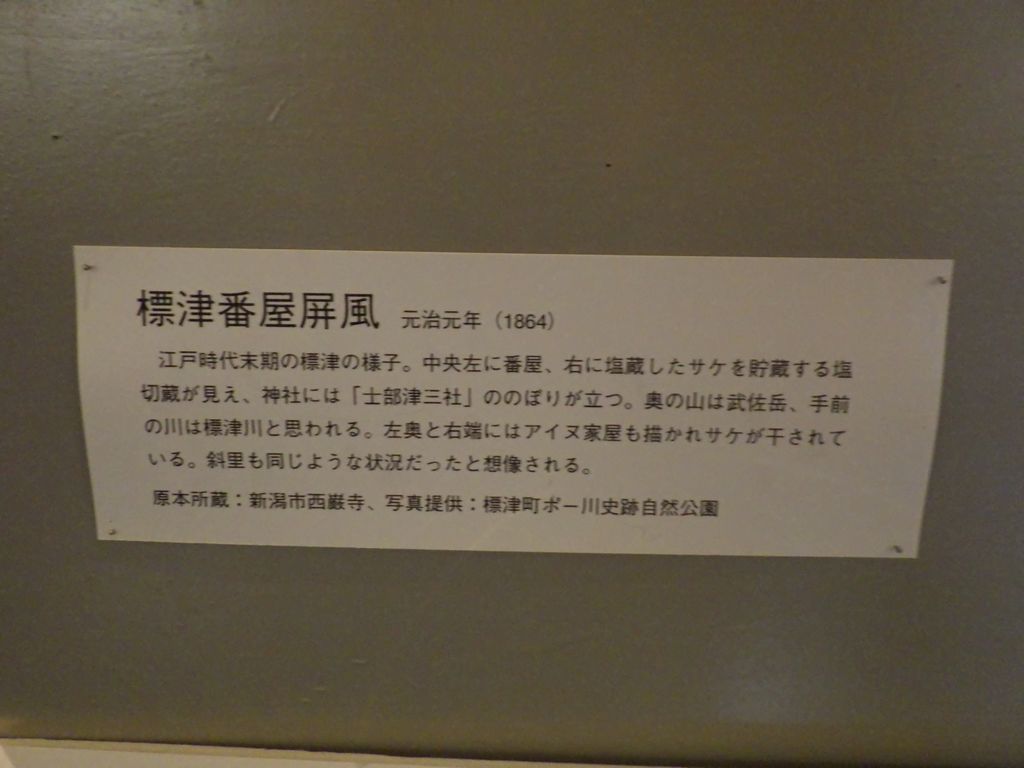 標津番屋屏風 元治元年（1864）
江戸時代末期の標津の様子。中央左に番屋、右に塩蔵したサケを貯蔵する塩
切蔵が見え、神社には「士部津三社」ののぼりが立つ。奥の山は武佐岳、手前
の川は標津川と思われる。左奥と右端にはアイヌ家屋も描かれサケが干されて
いる。斜里も同じような状況だったと想像される。
原本所蔵：新潟市西巌寺、写真提供：標津町ポー川史跡自然公園